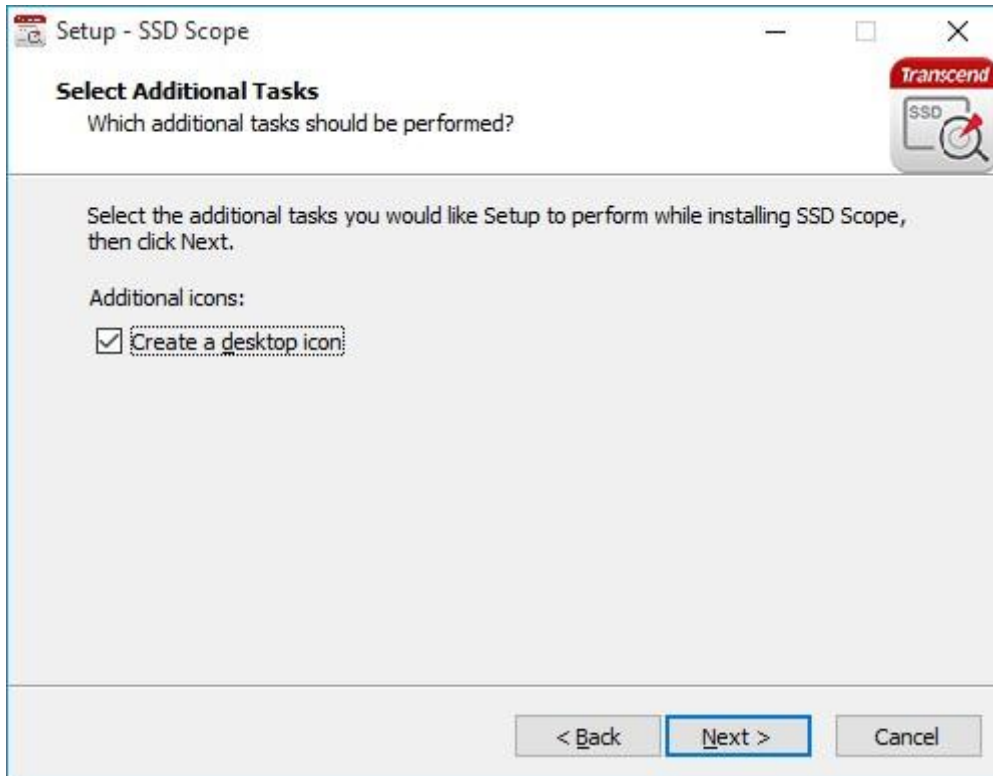 Setup - SSD Scope
Transcend
SSD
Select Additional Tasks
Which additional tasks should be performed?
Select the additional tasks you would like Setup to perform while installing SSD Scope,
then click Next.
Additional icons:
Create a desktop icon
< Back
Next >
Cancel